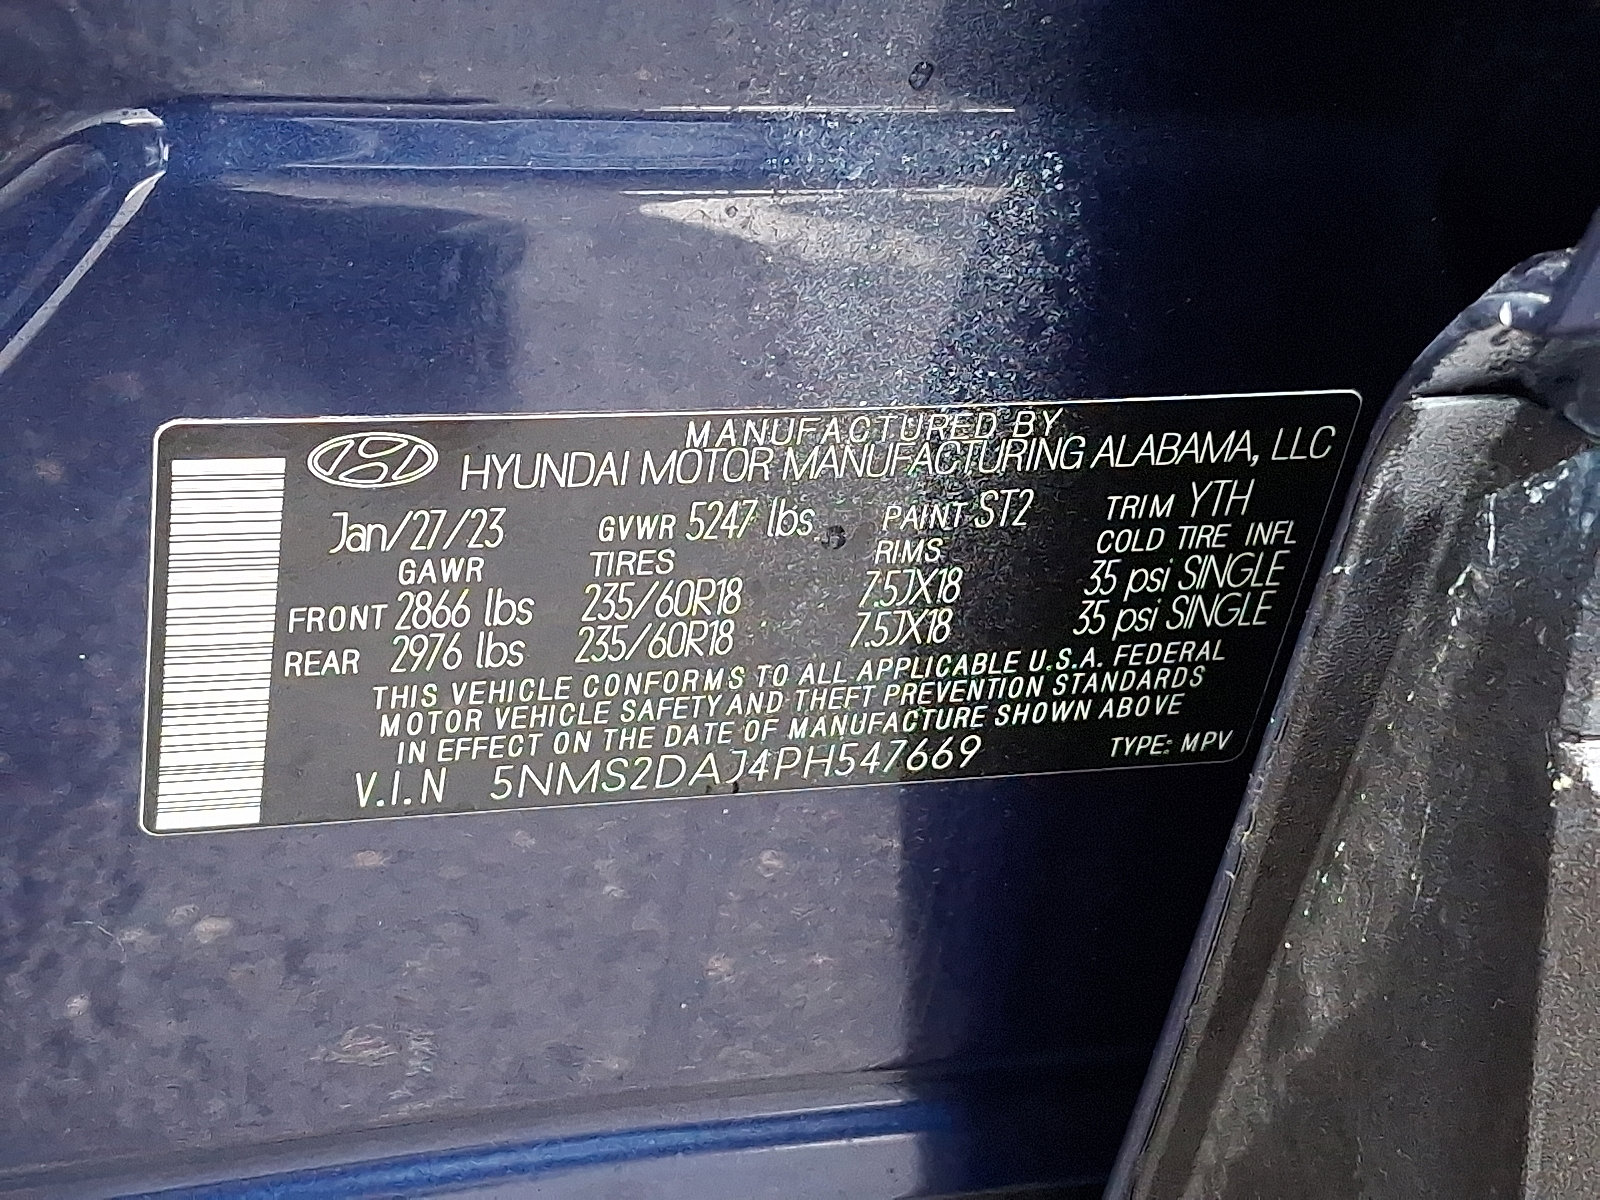 MANUFACTURED BY
HYUNDAI MOTOR MANUFACTURING ALABAMA, LLC
Jan/27/23 GVWR 5247 lbs PAINT ST2 TRIM YTH
GAWR TIRES RIMS COLD TIRE INFL
FRONT 2866 lbs 235/60R18 7.5JX18 35 psi SINGLE
REAR 2976 lbs 235/60R18 7.5JX18 35 psi SINGLE
THIS VEHICLE CONFORMS TO ALL APPLICABLE U.S.A. FEDERAL
MOTOR VEHICLE SAFETY AND THEFT PREVENTION STANDARDS
IN EFFECT ON THE DATE OF MANUFACTURE SHOWN ABOVE
V.I.N 5NMS2DAJ4PH547669 TYPE: MPV